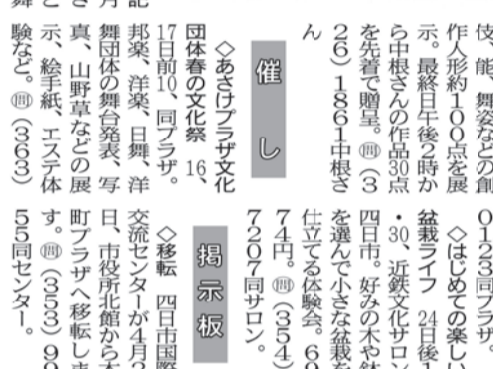 技、能、舞姿などの創
作人形約100点を展
示。最終日午後2時か
ら中根さんの作品30点
を先着で贈呈。㉄(3
26)1861中根さ
ん
催し
◇あさけプラザ文化
団体春の文化祭　16、
17日前10、同プラザ。
邦楽、洋楽、日舞、洋
舞団体の舞台発表、写
真、山野草などの展
示、絵手紙、エステ体
験など。㉄(363)
0123同プラザ。
◇はじめての楽しい
盆栽ライフ　24日後1
・30、近鉄文化サロン
四日市。好みの木や鉢
を選んで小さな盆栽を
仕立てる体験会。69
74円。㉄(354)
7207同サロン。
掲示板
◇移転　四日市国際
交流センターが4月2
日、市役所北館から本
町プラザへ移転しま
す。㉄(353)99
55同センター。